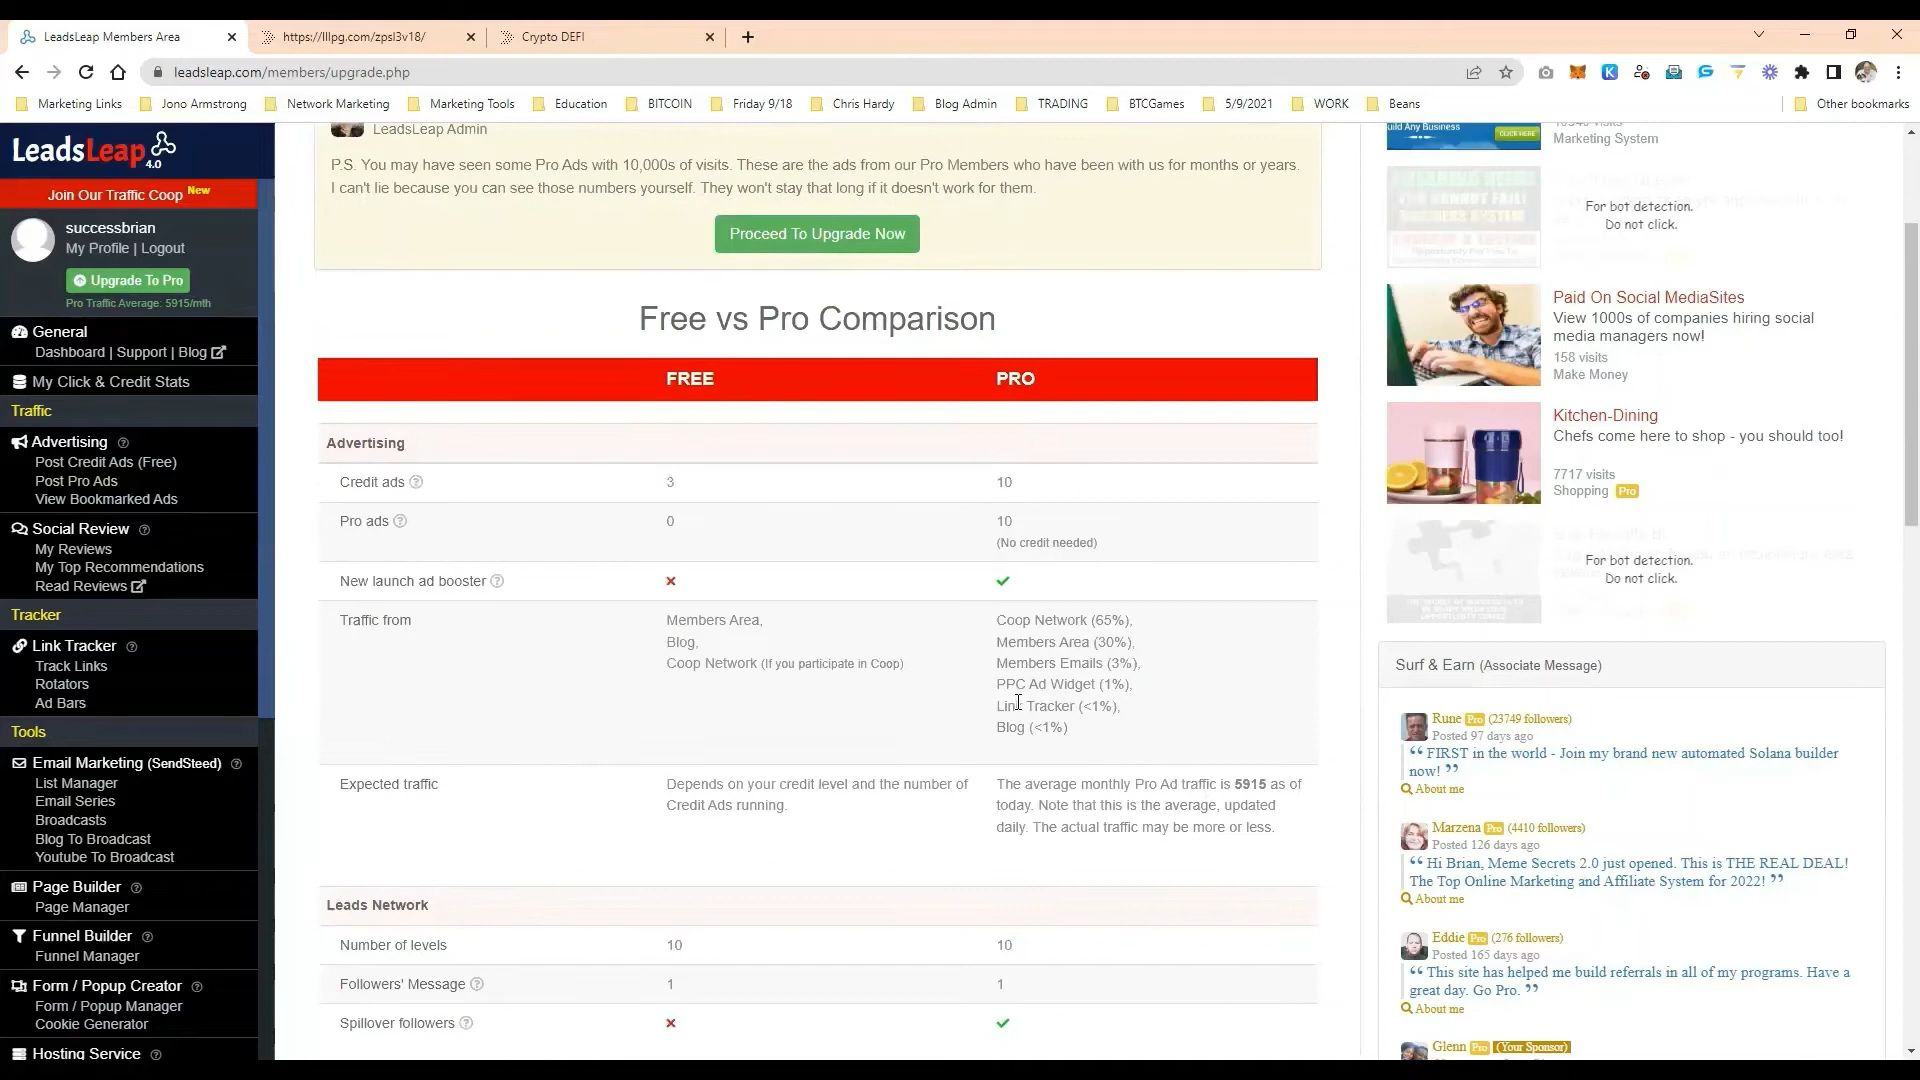 LeadsLeap Members Area
https://lllpg.com/zpsl3v18/
Crypto DEFI
leadsleap.com/members/upgrade.php
Marketing Links
Jono Armstrong
Network Marketing
Marketing Tools
Education
BITCOIN
Friday 9/18
Chris Hardy
Blog Admin
TRADING
BTCGames
5/9/2021
WORK
Beans
Other bookmarks
LeadsLeap 4.0
Join Our Traffic Coop New
successbrian
My Profile | Logout
Upgrade To Pro
Pro Traffic Average: 5915/mth
General
Dashboard | Support | Blog
My Click & Credit Stats
Traffic
Advertising
Post Credit Ads (Free)
Post Pro Ads
View Bookmarked Ads
Social Review
My Reviews
My Top Recommendations
Read Reviews
Tracker
Link Tracker
Track Links
Rotators
Ad Bars
Tools
Email Marketing (SendSteed)
List Manager
Email Series
Broadcasts
Blog To Broadcast
Youtube To Broadcast
Page Builder
Page Manager
Funnel Builder
Funnel Manager
Form / Popup Creator
Form / Popup Manager
Cookie Generator
Hosting Service
LeadsLeap Admin
P.S. You may have seen some Pro Ads with 10,000s of visits. These are the ads from our Pro Members who have been with us for months or years.
I can't lie because you can see those numbers yourself. They won't stay that long if it doesn't work for them.
Proceed To Upgrade Now
Free vs Pro Comparison
FREE PRO
Advertising
Credit ads 3 10
Pro ads 0 10
(No credit needed)
New launch ad booster
Traffic from Members Area, Coop Network (65%),
Blog, Members Area (30%),
Coop Network (If you participate in Coop) Members Emails (3%),
PPC Ad Widget (1%),
Link Tracker (<1%),
Blog (<1%)
Expected traffic Depends on your credit level and the number of The average monthly Pro Ad traffic is 5915 as of
Credit Ads running. today. Note that this is the average, updated
daily. The actual traffic may be more or less.
Leads Network
Number of levels 10 10
Followers' Message 1 1
Spillover followers
Build Any Business
CLICK HERE
Marketing System
For bot detection.
Do not click.
Paid On Social MediaSites
View 1000s of companies hiring social
media managers now!
158 visits
Make Money
Kitchen-Dining
Chefs come here to shop - you should too!
7717 visits
Shopping Pro
For bot detection.
Do not click.
Surf & Earn (Associate Message)
Rune Pro (23749 followers)
Posted 97 days ago
“ FIRST in the world - Join my brand new automated Solana builder
now! ”
About me
Marzena Pro (4410 followers)
Posted 126 days ago
“ Hi Brian, Meme Secrets 2.0 just opened. This is THE REAL DEAL!
The Top Online Marketing and Affiliate System for 2022! ”
About me
Eddie Pro (276 followers)
Posted 165 days ago
“ This site has helped me build referrals in all of my programs. Have a
great day. Go Pro. ”
About me
Glenn Pro (Your Sponsor)